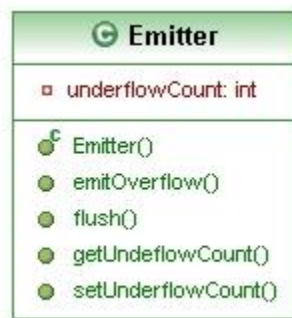 Emitter
underflowCount: int
Emitter()
emitOverflow()
flush()
getUndeflowCount()
setUnderflowCount()